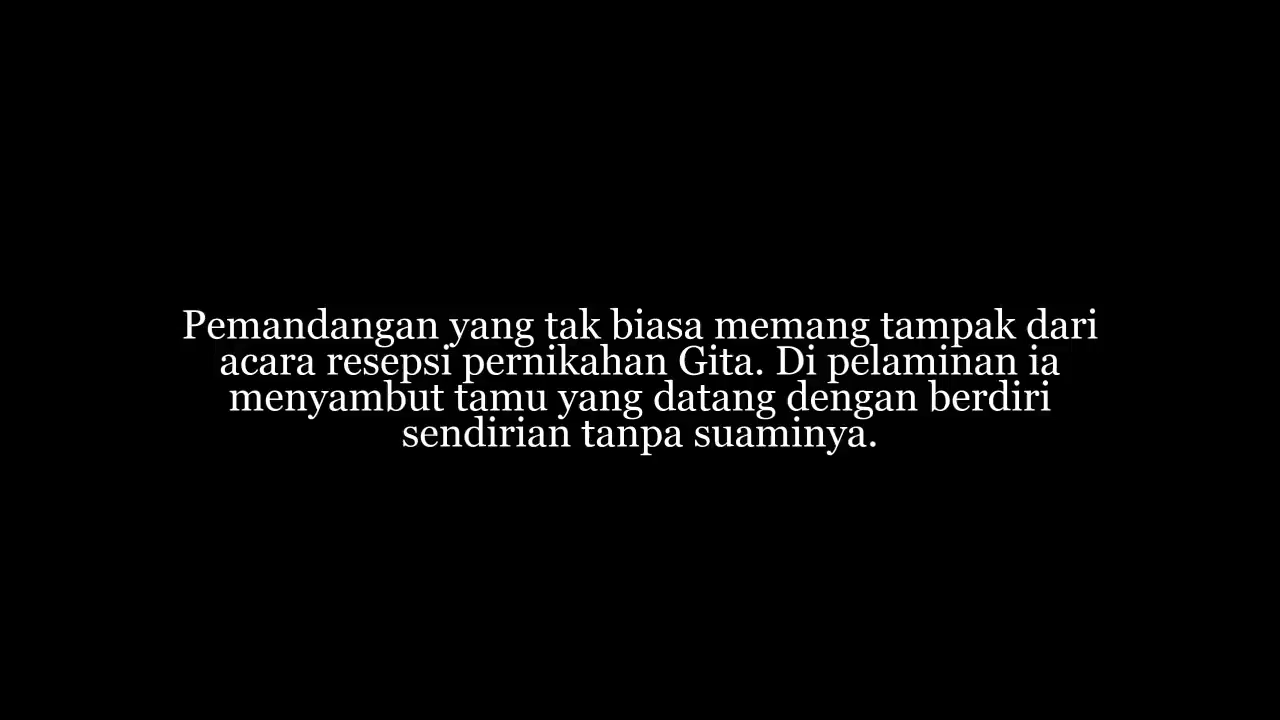 Pemandangan yang tak biasa memang tampak dari
acara resepsi pernikahan Gita. Di pelaminan ia
menyambut tamu yang datang dengan berdiri
sendirian tanpa suaminya.